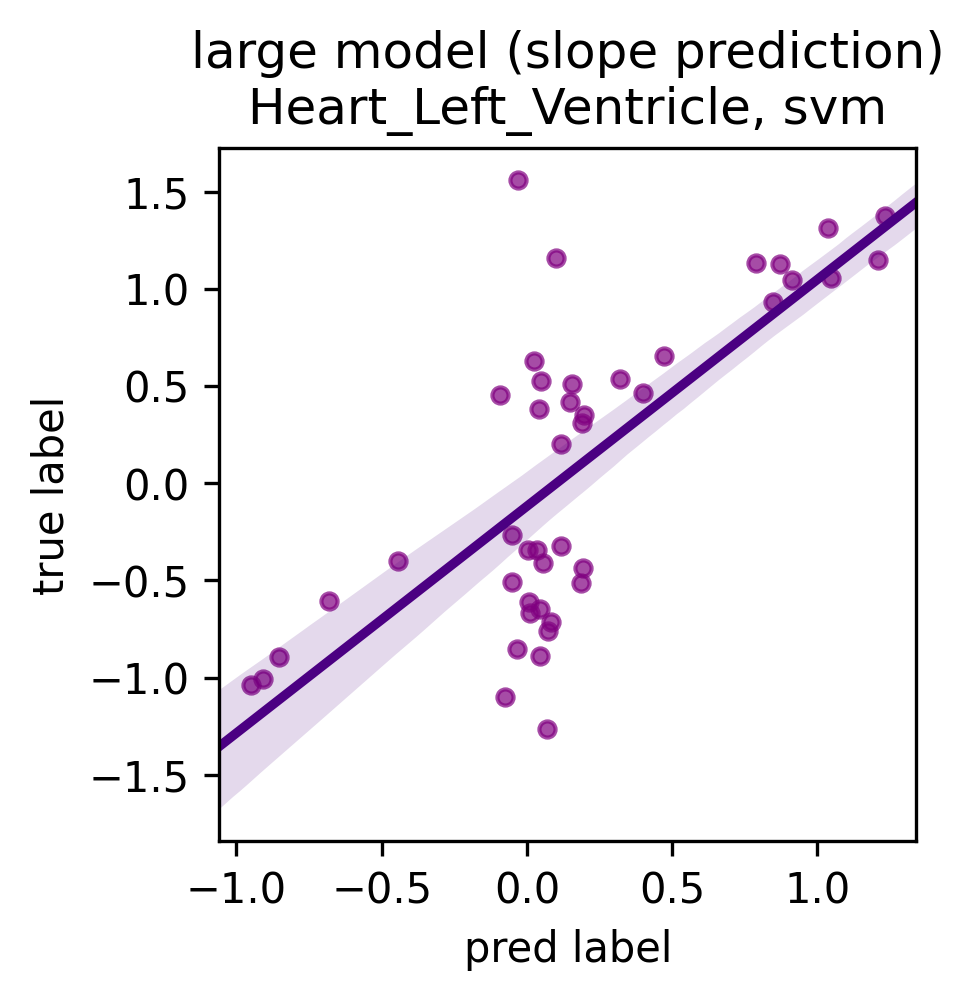 large model (slope prediction)
Heart_Left_Ventricle, svm
1.5
1.0
0.5
0.0
−0.5
−1.0
−1.5
true label
−1.0 −0.5 0.0 0.5 1.0
pred label